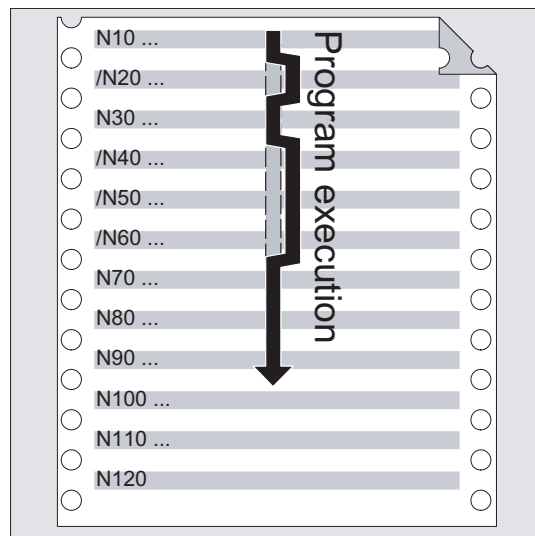 N10 ...
/N20 ...
N30 ...
/N40 ...
/N50 ...
/N60 ...
N70 ...
N80 ...
N90 ...
N100 ...
N110 ...
N120
Program execution